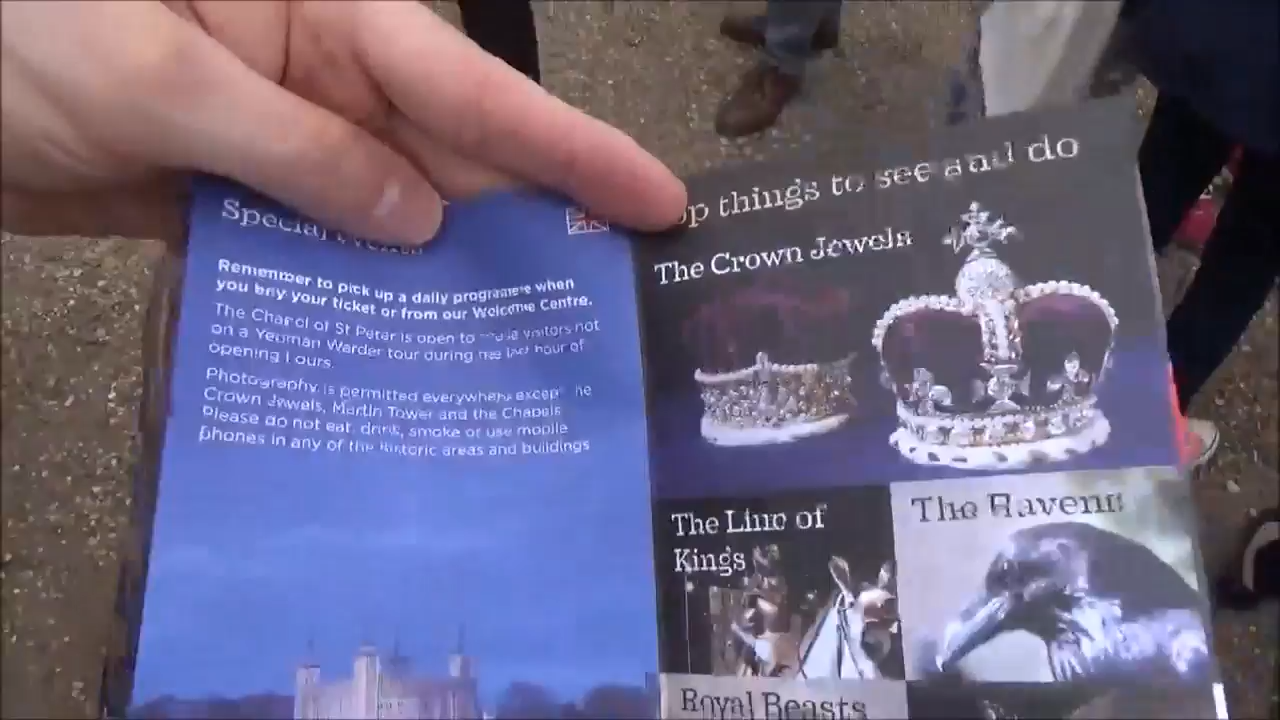 Special events
Remember to pick up a daily programme when
you buy your ticket or from our Welcome Centre.
The Chapel of St Peter is open to those visitors not
on a Yeoman Warder tour during the last hour of
opening hours.
Photography is permitted everywhere except the
Crown Jewels, Martin Tower and the Chapels
Please do not eat, drink, smoke or use mobile
phones in any of the historic areas and buildings
things to see and do
The Crown Jewels
The Line of
Kings
The Ravens
Royal Beasts